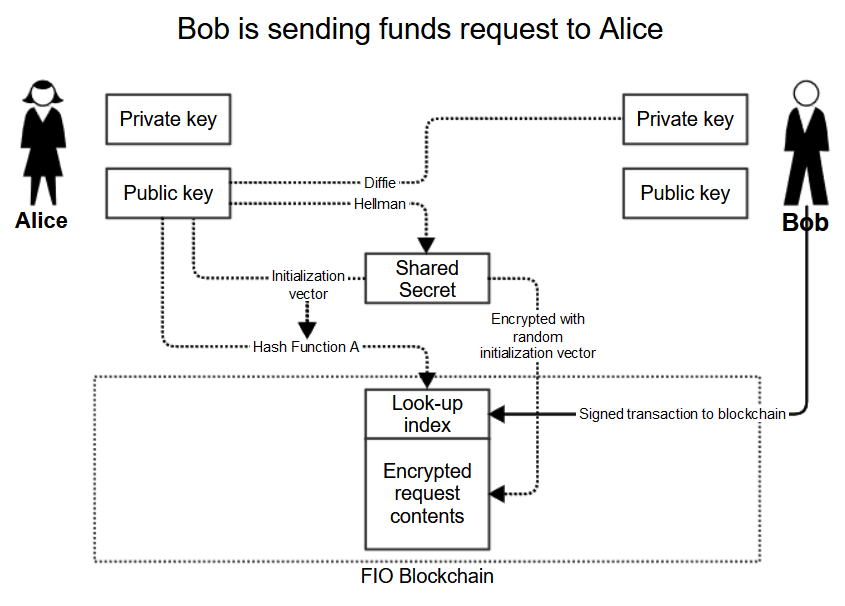 Bob is sending funds request to Alice
Private key
Private key
Public key
Diffie
Hellman
Public key
Alice
Bob
Shared
Secret
Initialization
vector
Encrypted with
random
initialization vector
Hash Function A
Look-up
index
Signed transaction to blockchain
Encrypted
request
contents
FIO Blockchain